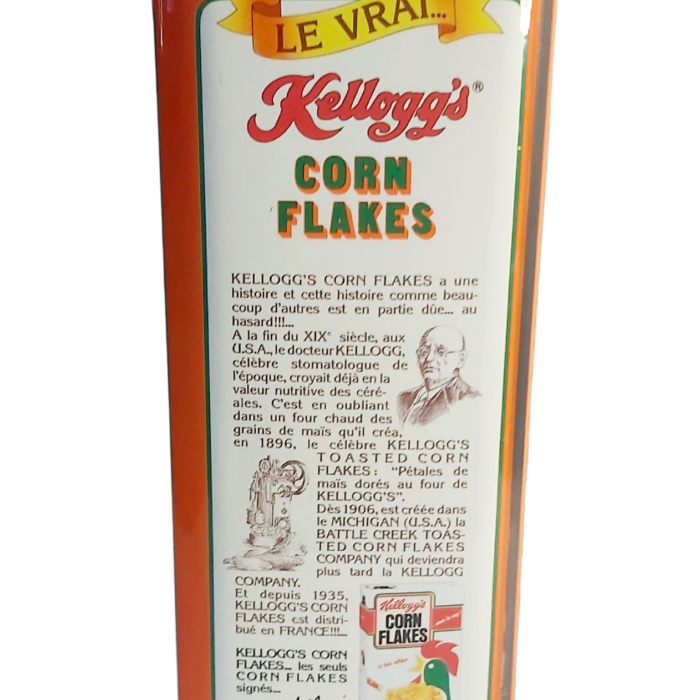 LE VRAI...
Kellogg's®
CORN
FLAKES
KELLOGG'S CORN FLAKES a une
histoire et cette histoire comme beau-
coup d'autres est en partie dûe... au
hasard!!!...
A la fin du XIXe siècle, aux
U.S.A., le docteur KELLOGG,
célèbre stomatologue de
l'époque, croyait déjà en la
valeur nutritive des céré-
ales. C'est en oubliant
dans un four chaud des
grains de maïs qu'il créa,
en 1896, le célèbre KELLOGG'S
TOASTED CORN
FLAKES : "Pétales de
maïs dorés au four de
KELLOGG'S".
Dès 1906, est créée dans
le MICHIGAN (U.S.A.) la
BATTLE CREEK TOAS-
TED CORN FLAKES
COMPANY qui deviendra
plus tard la KELLOGG
COMPANY.
Et depuis 1935,
KELLOGG'S CORN
FLAKES est distri-
bué en FRANCE!!!...
KELLOGG'S CORN
FLAKES... les seuls
CORN FLAKES
signés...
Kellogg's
CORN
FLAKES